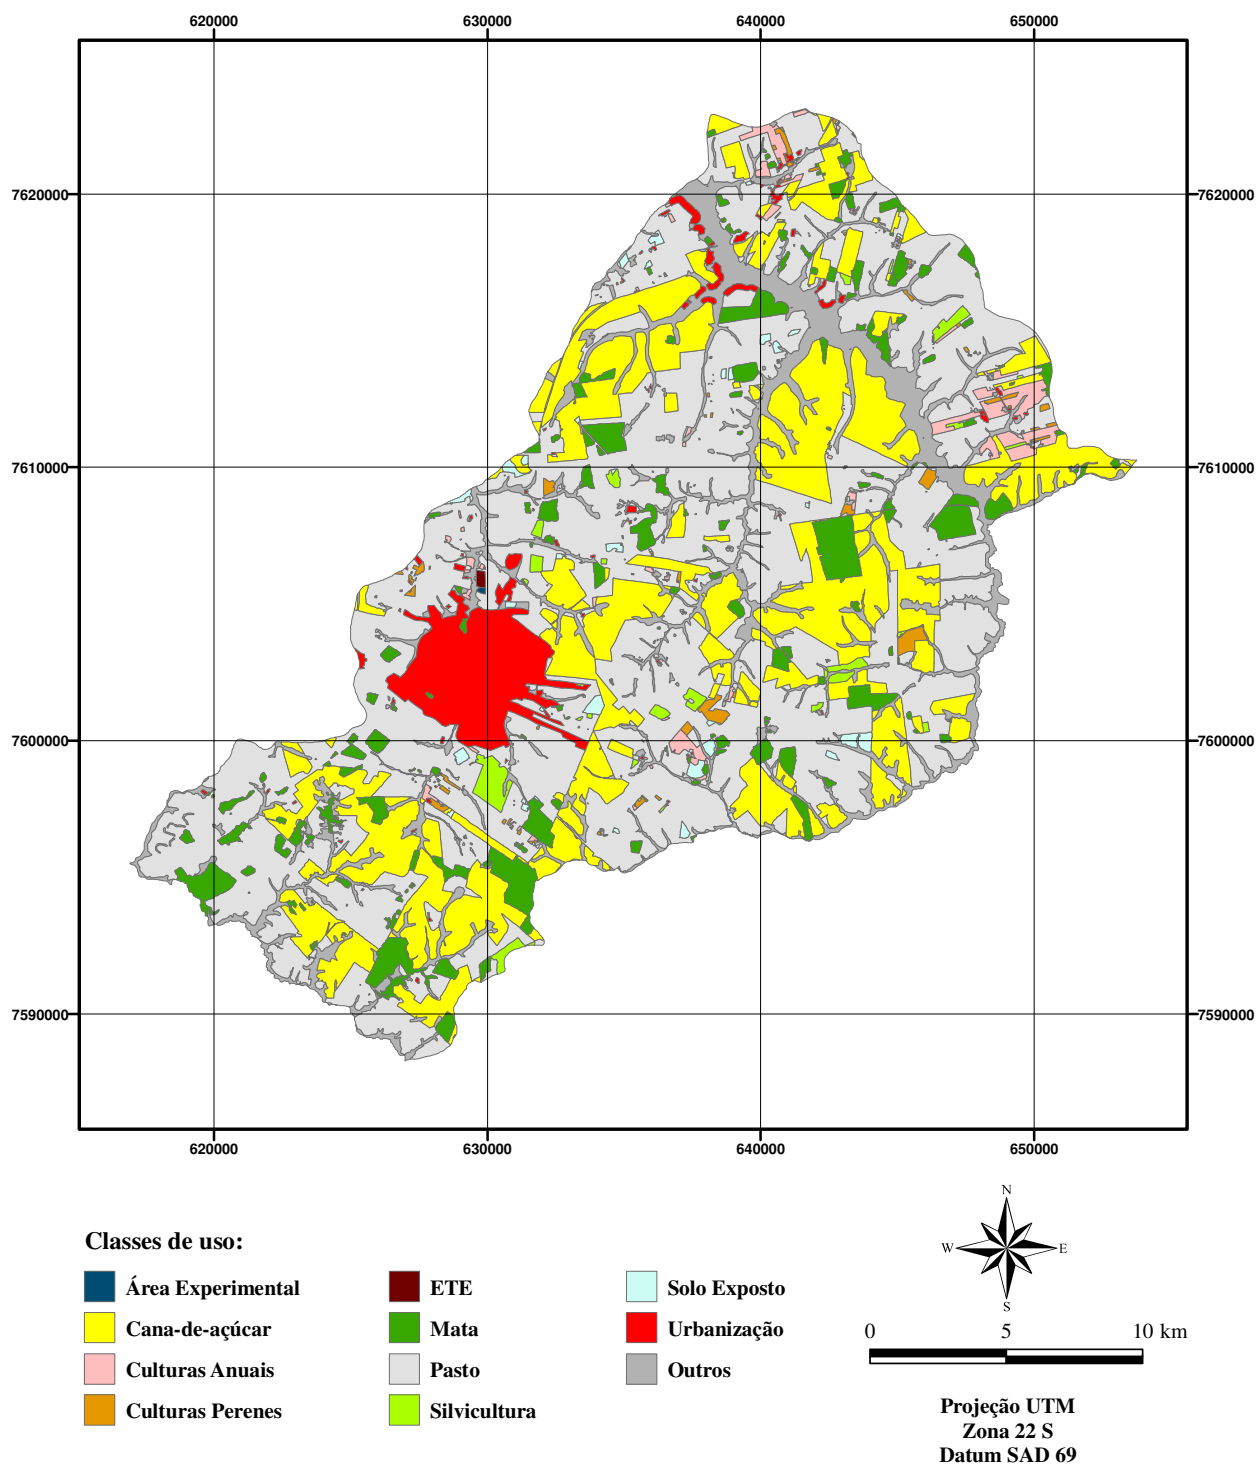 620000 630000 640000 650000
7620000 7620000
7610000 7610000
7600000 7600000
7590000 7590000
620000 630000 640000 650000
Classes de uso:
Área Experimental
Cana-de-açúcar
Culturas Anuais
Culturas Perenes
ETE
Mata
Pasto
Silvicultura
Solo Exposto
Urbanização
Outros
N
W E
S
0 5 10 km
Projeção UTM
Zona 22 S
Datum SAD 69